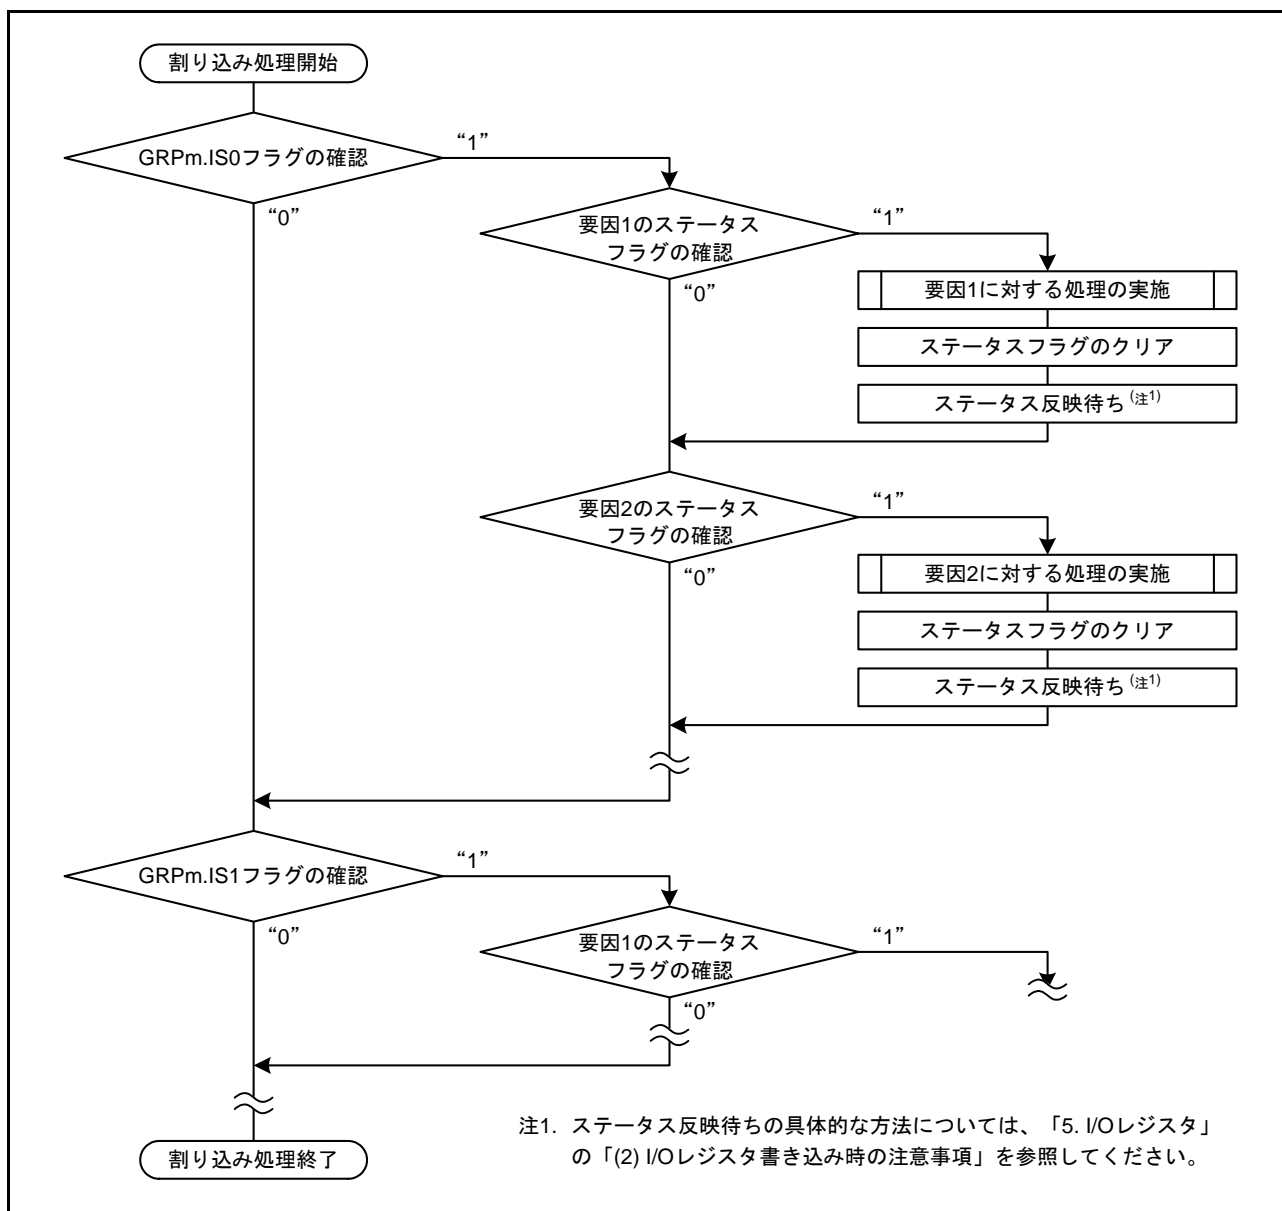 割り込み処理開始
GRPm.IS0フラグの確認
“1”
“0”
要因1のステータス
フラグの確認
“1”
“0”
要因1に対する処理の実施
ステータスフラグのクリア
ステータス反映待ち(注1)
要因2のステータス
フラグの確認
“1”
“0”
要因2に対する処理の実施
ステータスフラグのクリア
ステータス反映待ち(注1)
GRPm.IS1フラグの確認
“1”
“0”
要因1のステータス
フラグの確認
“1”
“0”
割り込み処理終了
注1. ステータス反映待ちの具体的な方法については、「5. I/Oレジスタ」
の「(2) I/Oレジスタ書き込み時の注意事項」を参照してください。